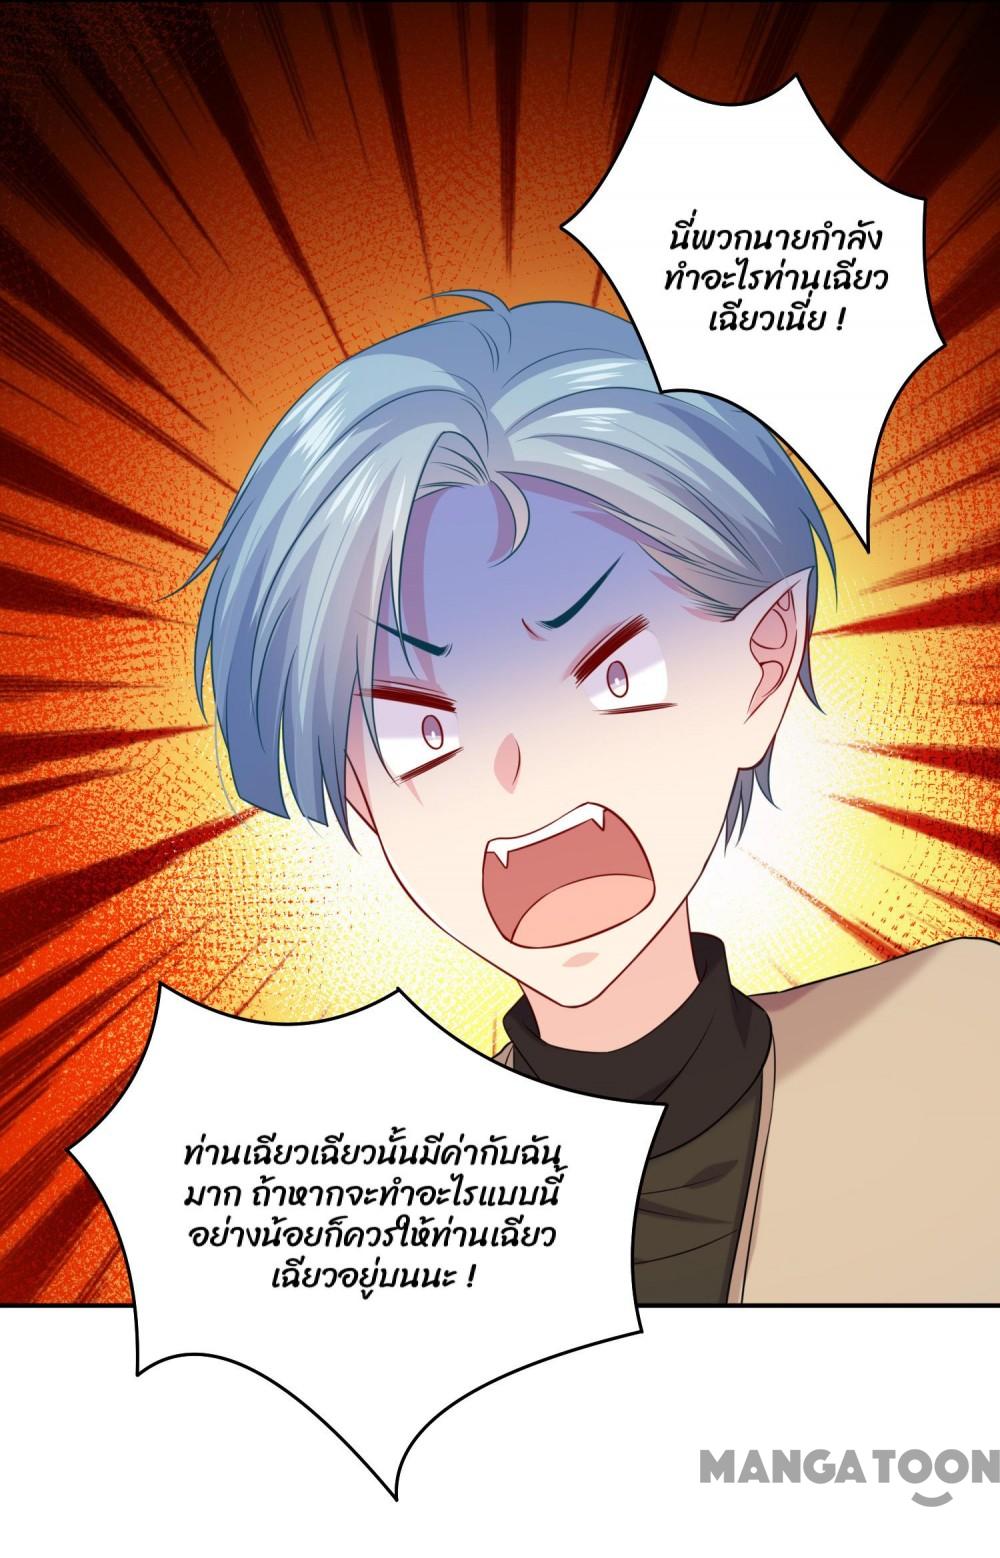 นี่พวกนายกำลัง
ทำอะไรท่านเฉียว
เฉียวเนี่ย !
ท่านเฉียวเฉียวนั้นมีค่ากับฉัน
มาก ถ้าหากจะทำอะไรแบบนี้
อย่างน้อยก็ควรให้ท่านเฉียว
เฉียวอยู่บนนะ !
MANGATOON